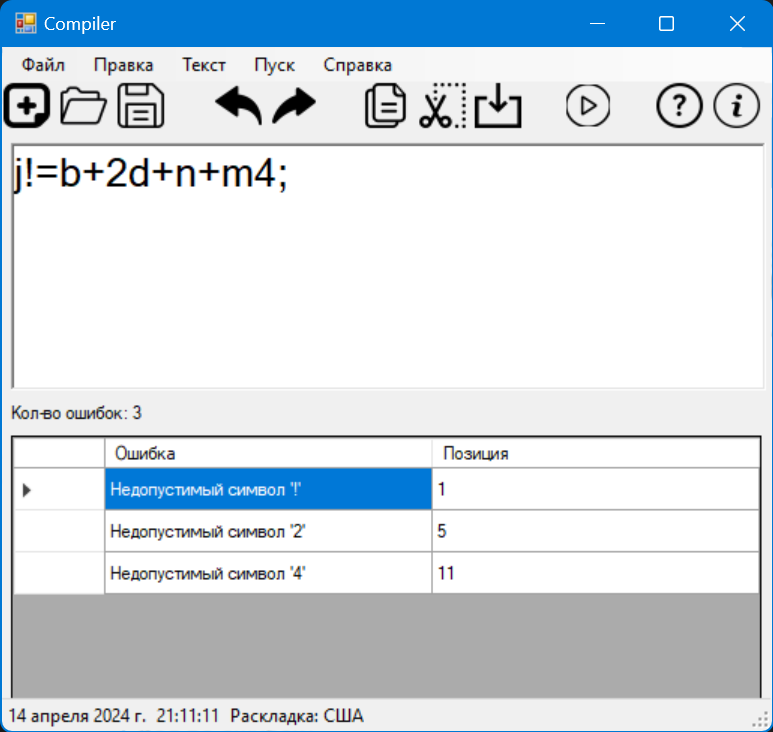 Compiler
Файл Правка Текст Пуск Справка
j!=b+2d+n+m4;
Кол-во ошибок: 3
Ошибка Позиция
Недопустимый символ '!' 1
Недопустимый символ '2' 5
Недопустимый символ '4' 11
14 апреля 2024 г. 21:11:11 Раскладка: США